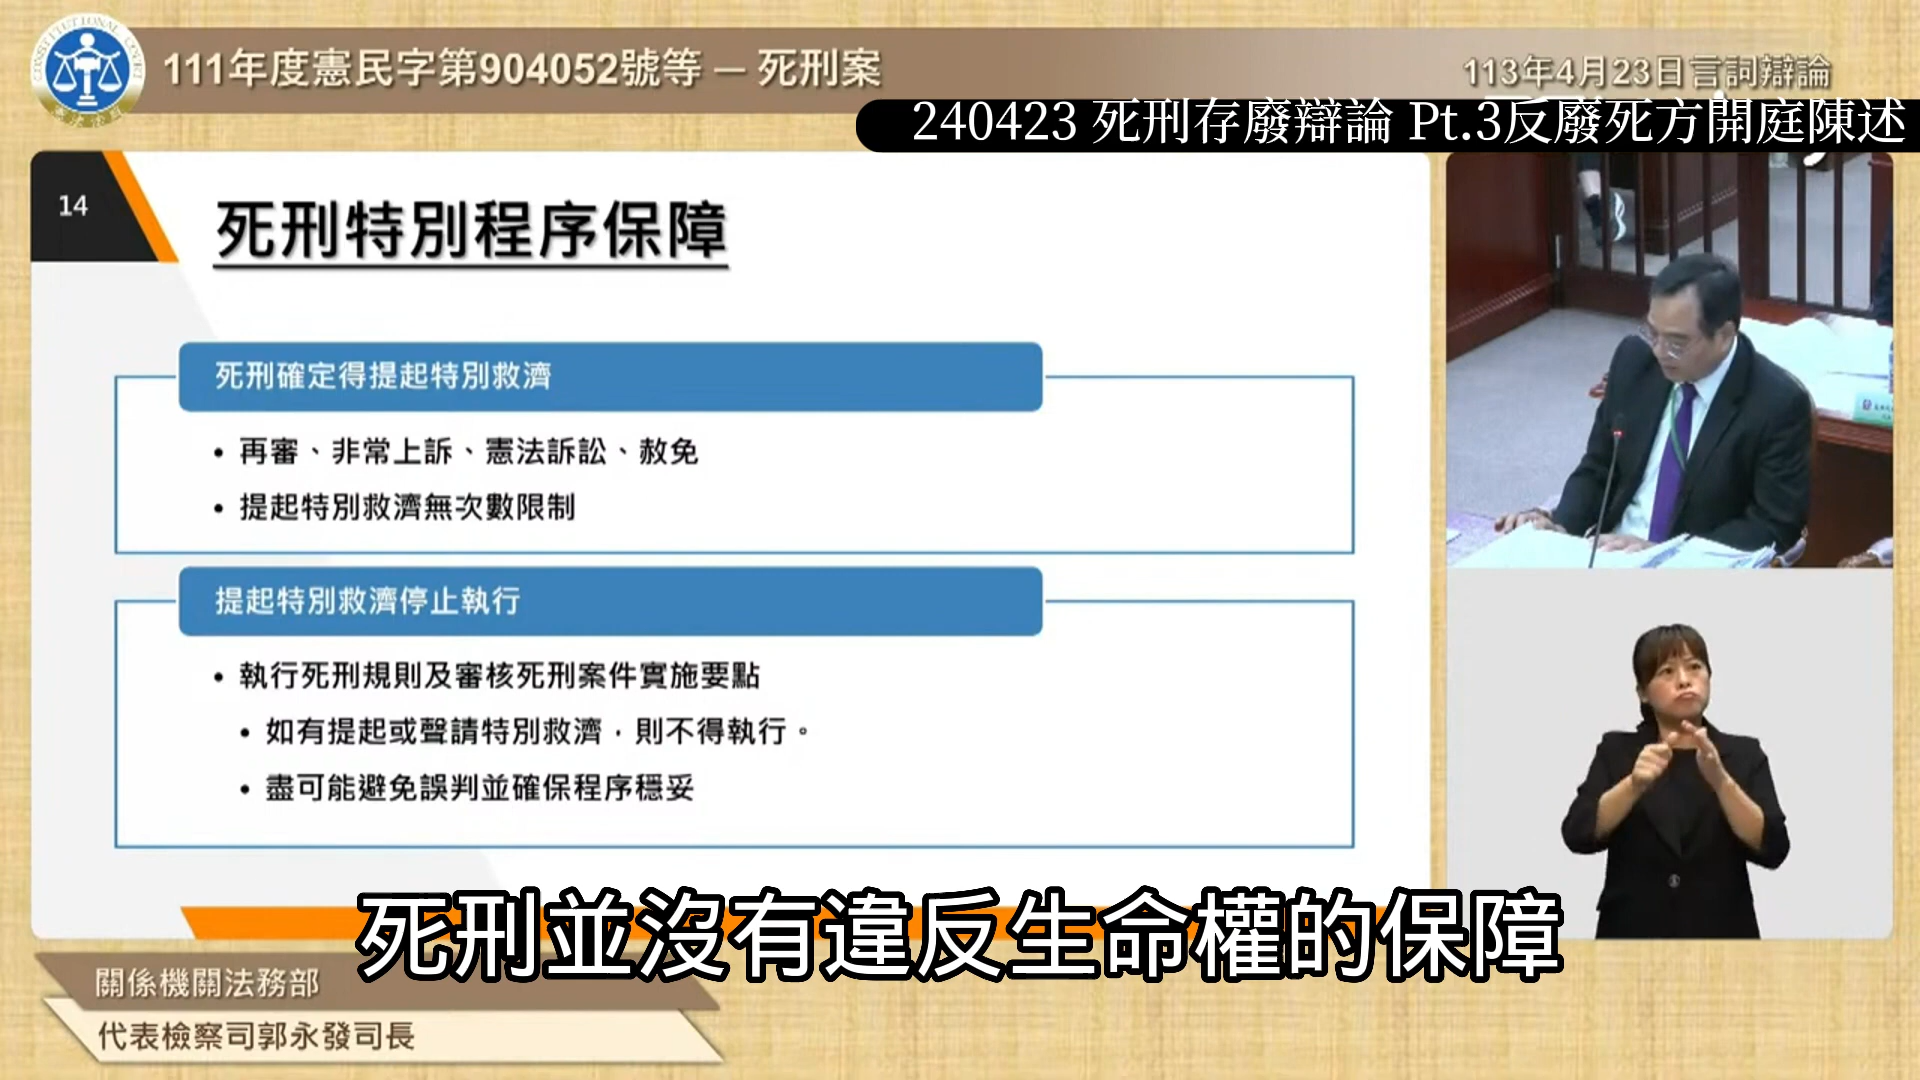 CONSTITUTIONAL COURT
憲法法庭
111年度憲民字第904052號等 — 死刑案
113年4月23日言詞辯論
240423 死刑存廢辯論 Pt.3反廢死方開庭陳述
14
死刑特別程序保障
死刑確定得提起特別救濟
• 再審、非常上訴、憲法訴訟、赦免
• 提起特別救濟無次數限制
提起特別救濟停止執行
• 執行死刑規則及審核死刑案件實施要點
• 如有提起或聲請特別救濟，則不得執行。
• 盡可能避免誤判並確保程序穩妥
死刑並沒有違反生命權的保障
關係機關法務部
代表檢察司郭永發司長